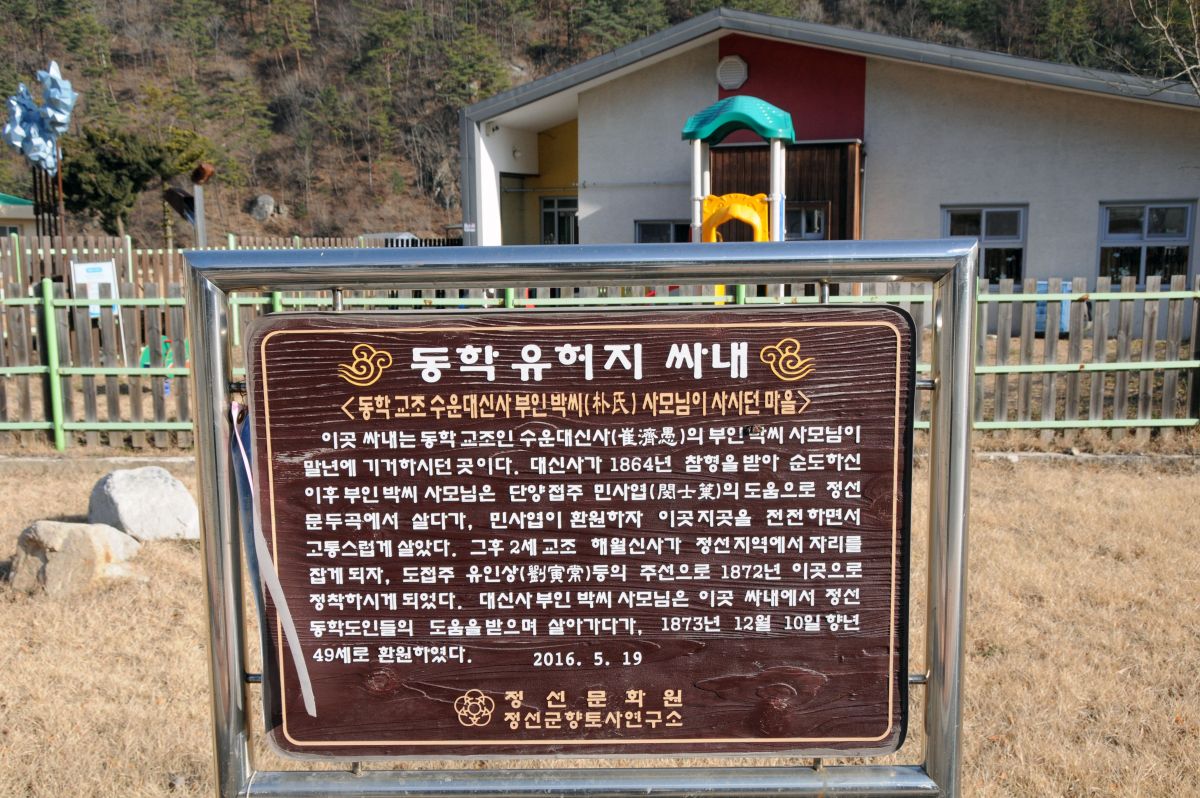 동학 유허지 싸내
<동학 교조 수운대신사 부인 박씨(朴氏) 사모님이 사시던 마을>
이곳 싸내는 동학 교조인 수운대신사(崔濟愚)의 부인 박씨 사모님이
말년에 기거하시던 곳이다. 대신사가 1864년 참형을 받아 순도하신
이후 부인 박씨 사모님은 단양접주 민사엽(閔士葉)의 도움으로 정선
문두곡에서 살다가, 민사엽이 환원하자 이곳지곳을 전전하면서
고통스럽게 살았다. 그후 2세 교조 해월신사가 정선지역에서 자리를
잡게 되자, 도접주 유인상(劉寅常)등의 주선으로 1872년 이곳으로
정착하시게 되었다. 대신사 부인 박씨 사모님은 이곳 싸내에서 정선
동학도인들의 도움을 받으며 살아가다가, 1873년 12월 10일 향년
49세로 환원하였다. 2016. 5. 19
정선문화원
정선군향토사연구소